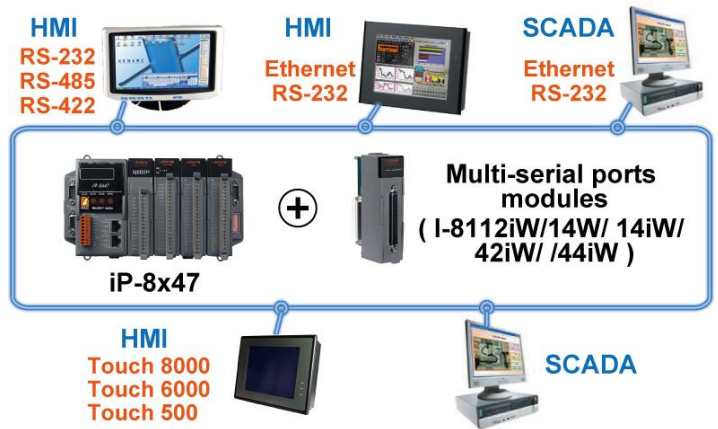 HMI
RS-232
RS-485
RS-422
HMI
Ethernet
RS-232
SCADA
Ethernet
RS-232
iP-8x47
Multi-serial ports
modules
( I-8112iW/14W/ 14iW/
42iW/ /44iW )
HMI
Touch 8000
Touch 6000
Touch 500
SCADA